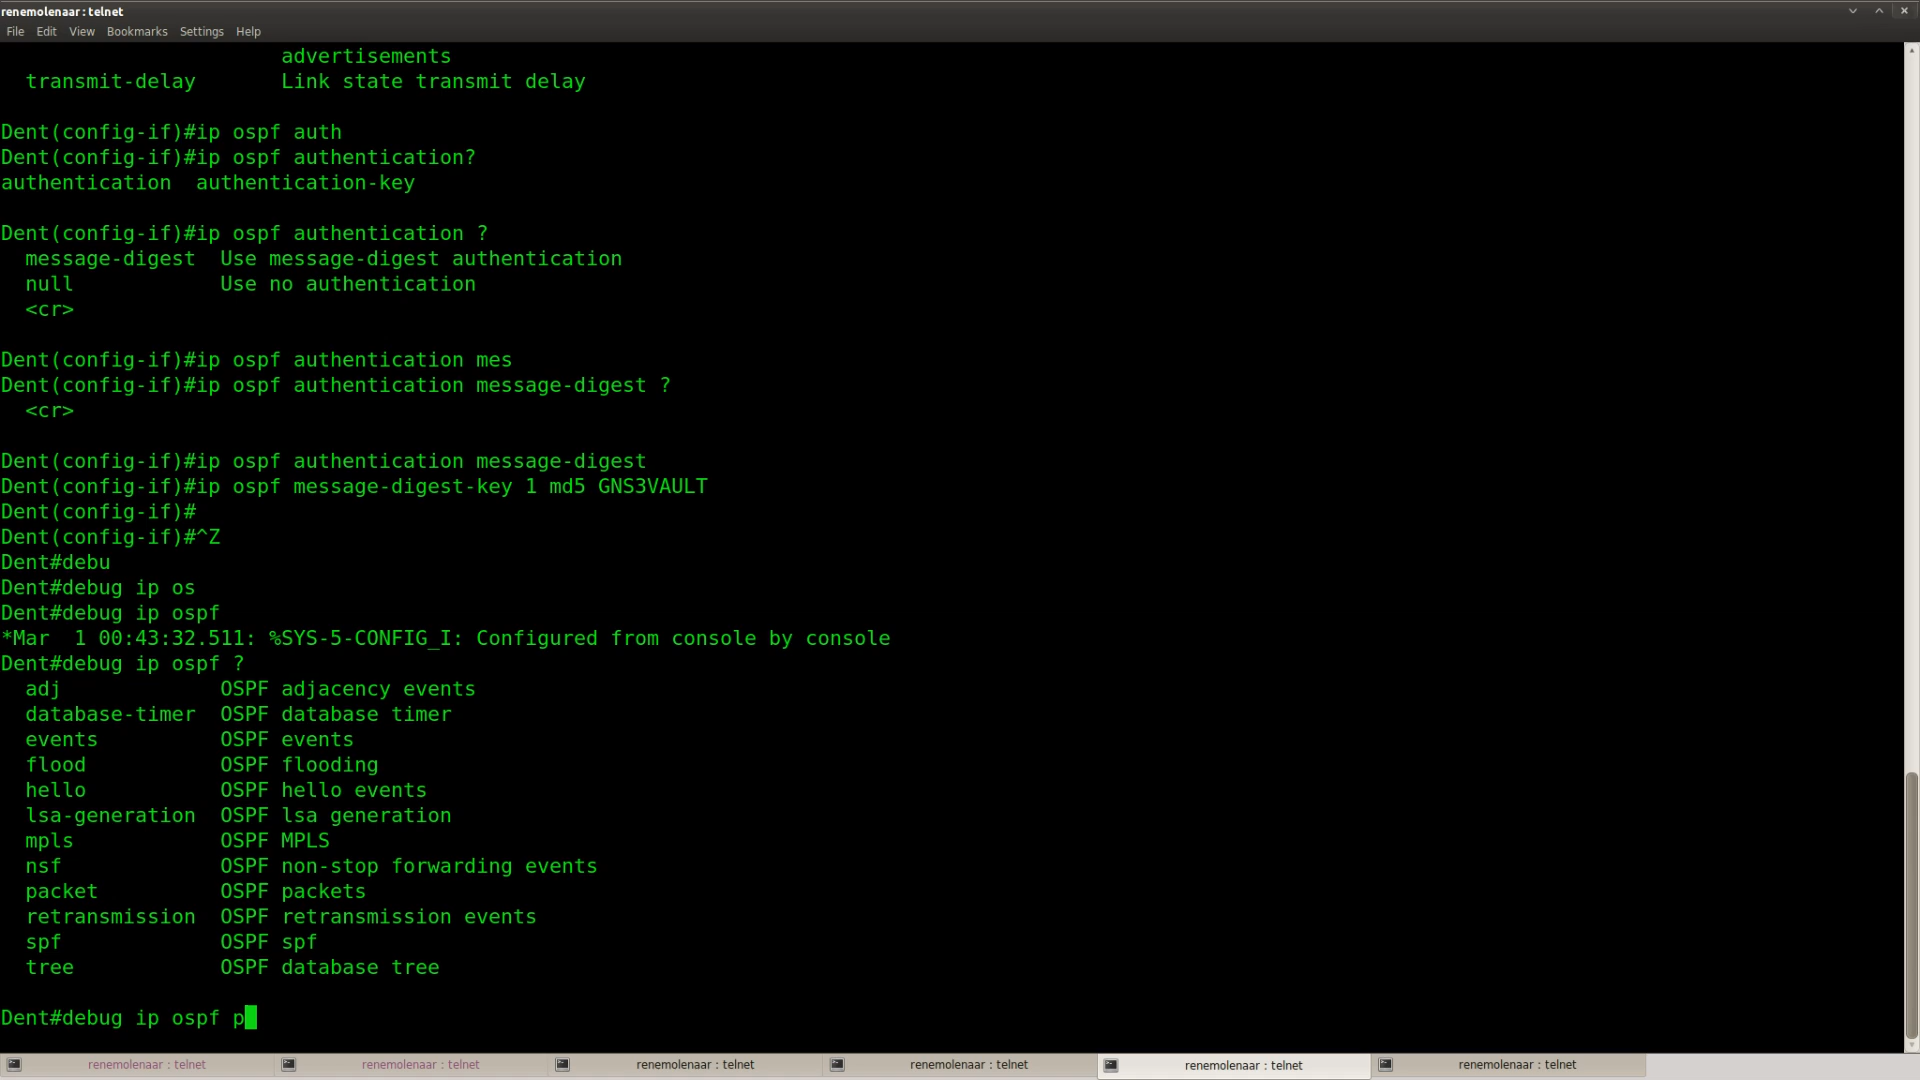 renemolenaar : telnet
File Edit View Bookmarks Settings Help
advertisements
transmit-delay Link state transmit delay
Dent(config-if)#ip ospf auth
Dent(config-if)#ip ospf authentication?
authentication authentication-key
Dent(config-if)#ip ospf authentication ?
message-digest Use message-digest authentication
null Use no authentication
<cr>
Dent(config-if)#ip ospf authentication mes
Dent(config-if)#ip ospf authentication message-digest ?
<cr>
Dent(config-if)#ip ospf authentication message-digest
Dent(config-if)#ip ospf message-digest-key 1 md5 GNS3VAULT
Dent(config-if)#
Dent(config-if)#^Z
Dent#debu
Dent#debug ip os
Dent#debug ip ospf
*Mar 1 00:43:32.511: %SYS-5-CONFIG_I: Configured from console by console
Dent#debug ip ospf ?
adj OSPF adjacency events
database-timer OSPF database timer
events OSPF events
flood OSPF flooding
hello OSPF hello events
lsa-generation OSPF lsa generation
mpls OSPF MPLS
nsf OSPF non-stop forwarding events
packet OSPF packets
retransmission OSPF retransmission events
spf OSPF spf
tree OSPF database tree
Dent#debug ip ospf p
renemolenaar : telnet renemolenaar : telnet renemolenaar : telnet renemolenaar : telnet renemolenaar : telnet renemolenaar : telnet